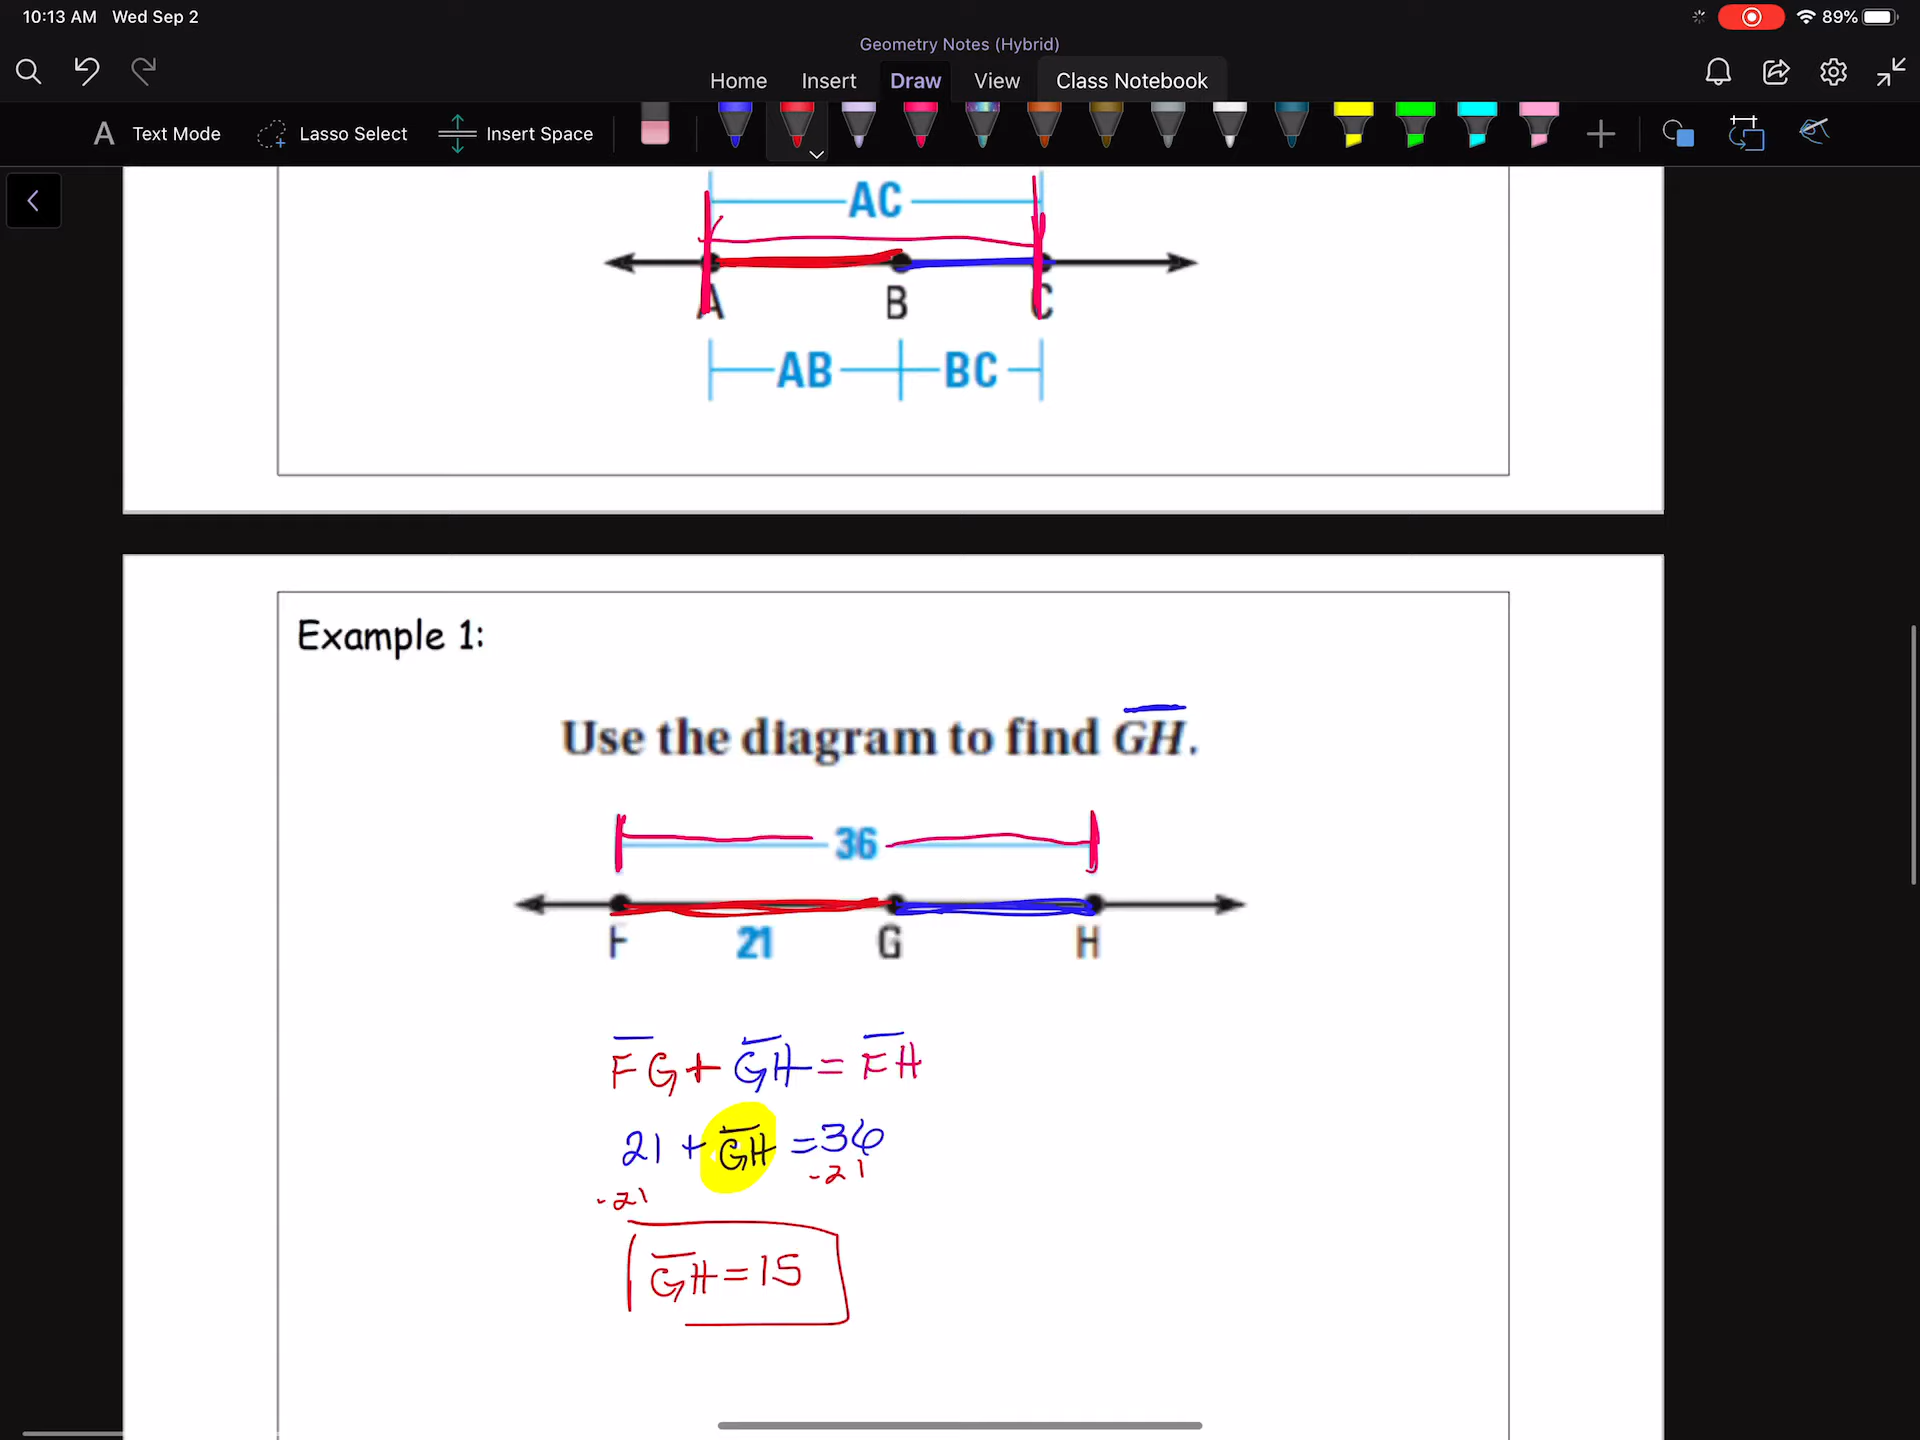 10:13 AM Wed Sep 2
89%
Geometry Notes (Hybrid)
Home Insert Draw View Class Notebook
A Text Mode Lasso Select Insert Space
AC
A B C
AB BC
Example 1:
Use the diagram to find GH.
36
F 21 G H
FG + GH = FH
21 + GH = 36
-21 -21
GH = 15